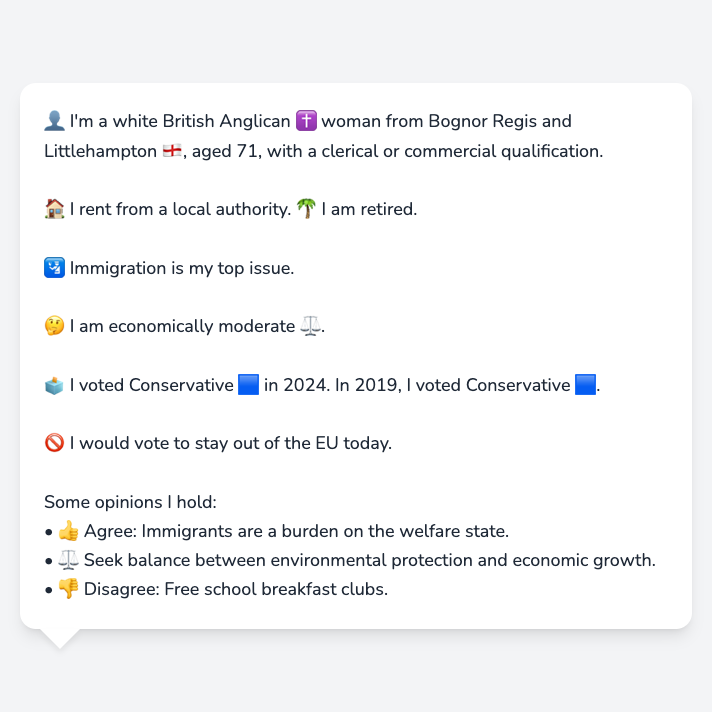 👤 I'm a white British Anglican ✝️ woman from Bognor Regis and
Littlehampton 🏴󠁧󠁢󠁥󠁮󠁧󠁿, aged 71, with a clerical or commercial qualification.
🏠 I rent from a local authority. 🌴 I am retired.
🛂 Immigration is my top issue.
🤔 I am economically moderate ⚖️.
🗳️ I voted Conservative 🟦 in 2024. In 2019, I voted Conservative 🟦.
🚫 I would vote to stay out of the EU today.
Some opinions I hold:
• 👍 Agree: Immigrants are a burden on the welfare state.
• ⚖️ Seek balance between environmental protection and economic growth.
• 👎 Disagree: Free school breakfast clubs.